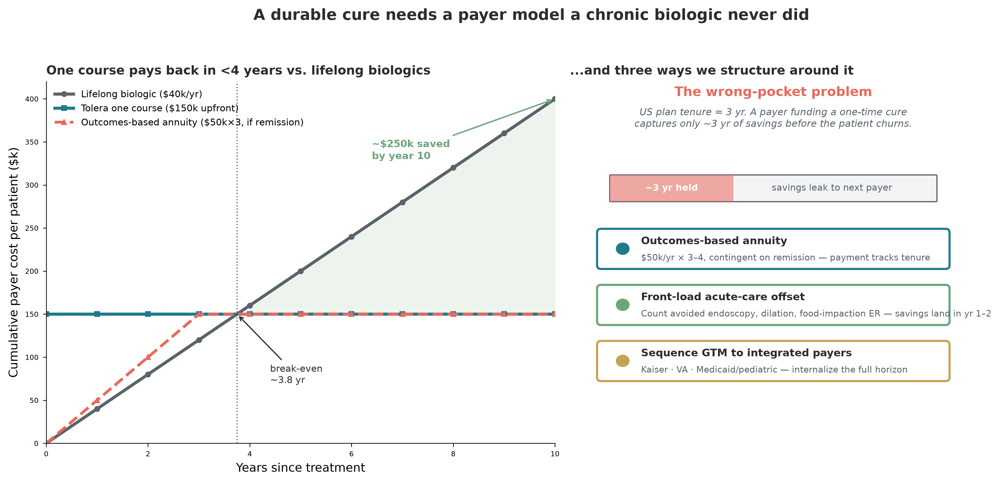 A durable cure needs a payer model a chronic biologic never did
One course pays back in <4 years vs. lifelong biologics
Cumulative payer cost per patient ($k)
400
350
300
250
200
150
100
50
0
Lifelong biologic ($40k/yr)
Tolera one course ($150k upfront)
Outcomes-based annuity ($50k×3, if remission)
~$250k saved
by year 10
break-even
~3.8 yr
0
2
4
6
8
10
Years since treatment
...and three ways we structure around it
The wrong-pocket problem
US plan tenure ≈ 3 yr. A payer funding a one-time cure
captures only ~3 yr of savings before the patient churns.
~3 yr held
savings leak to next payer
Outcomes-based annuity
$50k/yr × 3–4, contingent on remission — payment tracks tenure
Front-load acute-care offset
Count avoided endoscopy, dilation, food-impaction ER — savings land in yr 1–2
Sequence GTM to integrated payers
Kaiser · VA · Medicaid/pediatric — internalize the full horizon